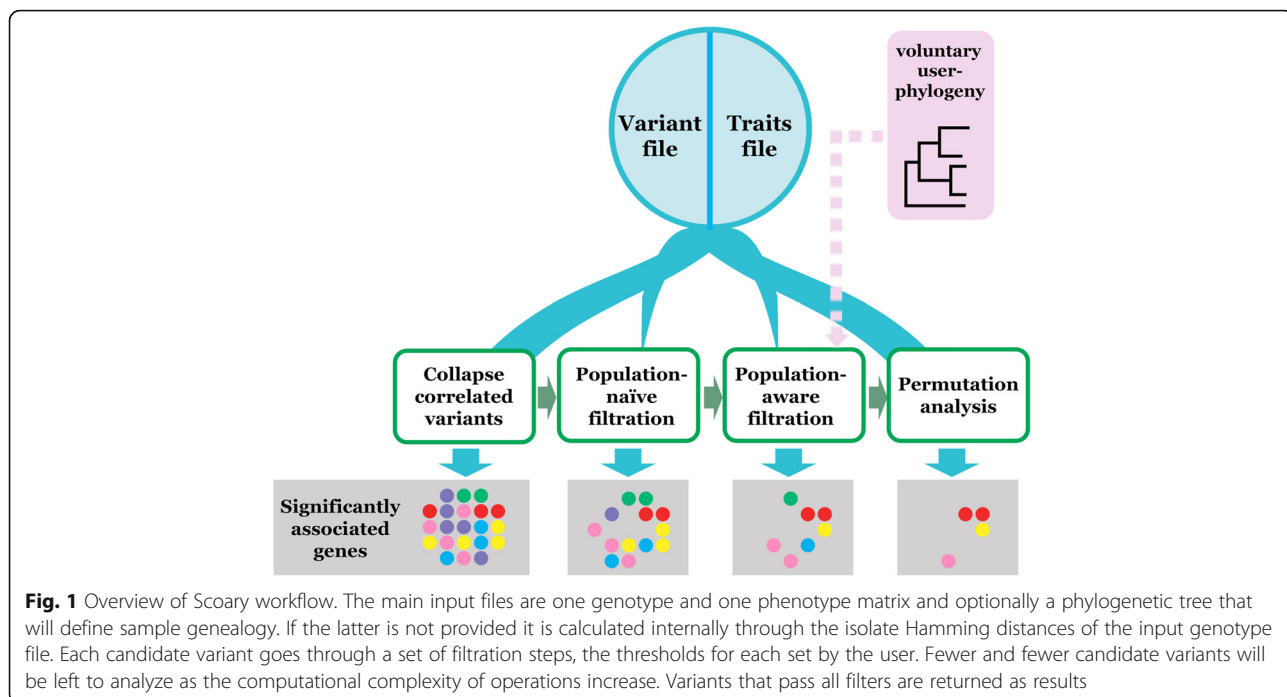 voluntary
user-
phylogeny
Variant
file
Traits
file
Collapse
correlated
variants
Population-
naïve
filtration
Population-
aware
filtration
Permutation
analysis
Significantly
associated
genes
Fig. 1 Overview of Scoary workflow. The main input files are one genotype and one phenotype matrix and optionally a phylogenetic tree that
will define sample genealogy. If the latter is not provided it is calculated internally through the isolate Hamming distances of the input genotype
file. Each candidate variant goes through a set of filtration steps, the thresholds for each set by the user. Fewer and fewer candidate variants will
be left to analyze as the computational complexity of operations increase. Variants that pass all filters are returned as results